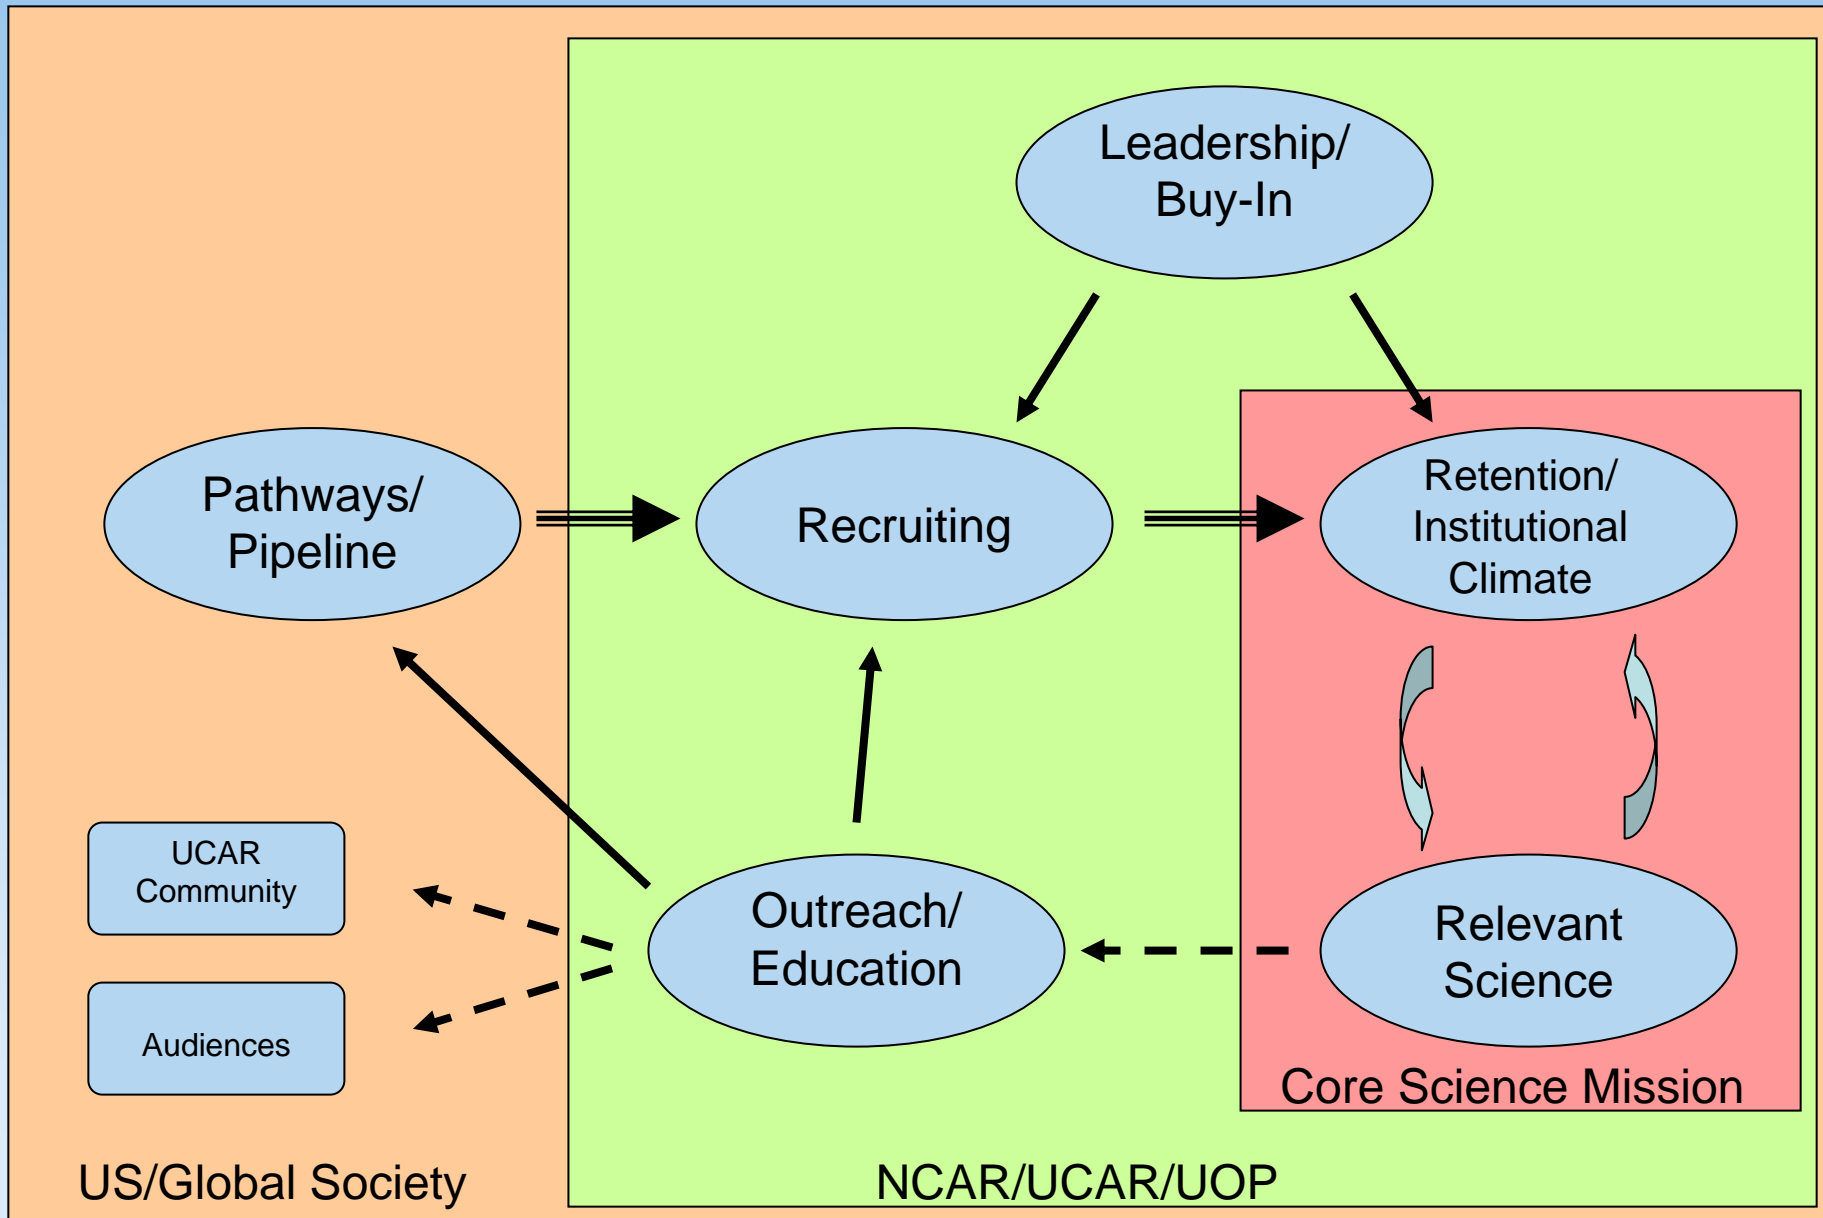 Leadership/
Buy-In
Pathways/
Pipeline
Recruiting
Retention/
Institutional
Climate
UCAR
Community
Audiences
Outreach/
Education
Relevant
Science
Core Science Mission
US/Global Society
NCAR/UCAR/UOP